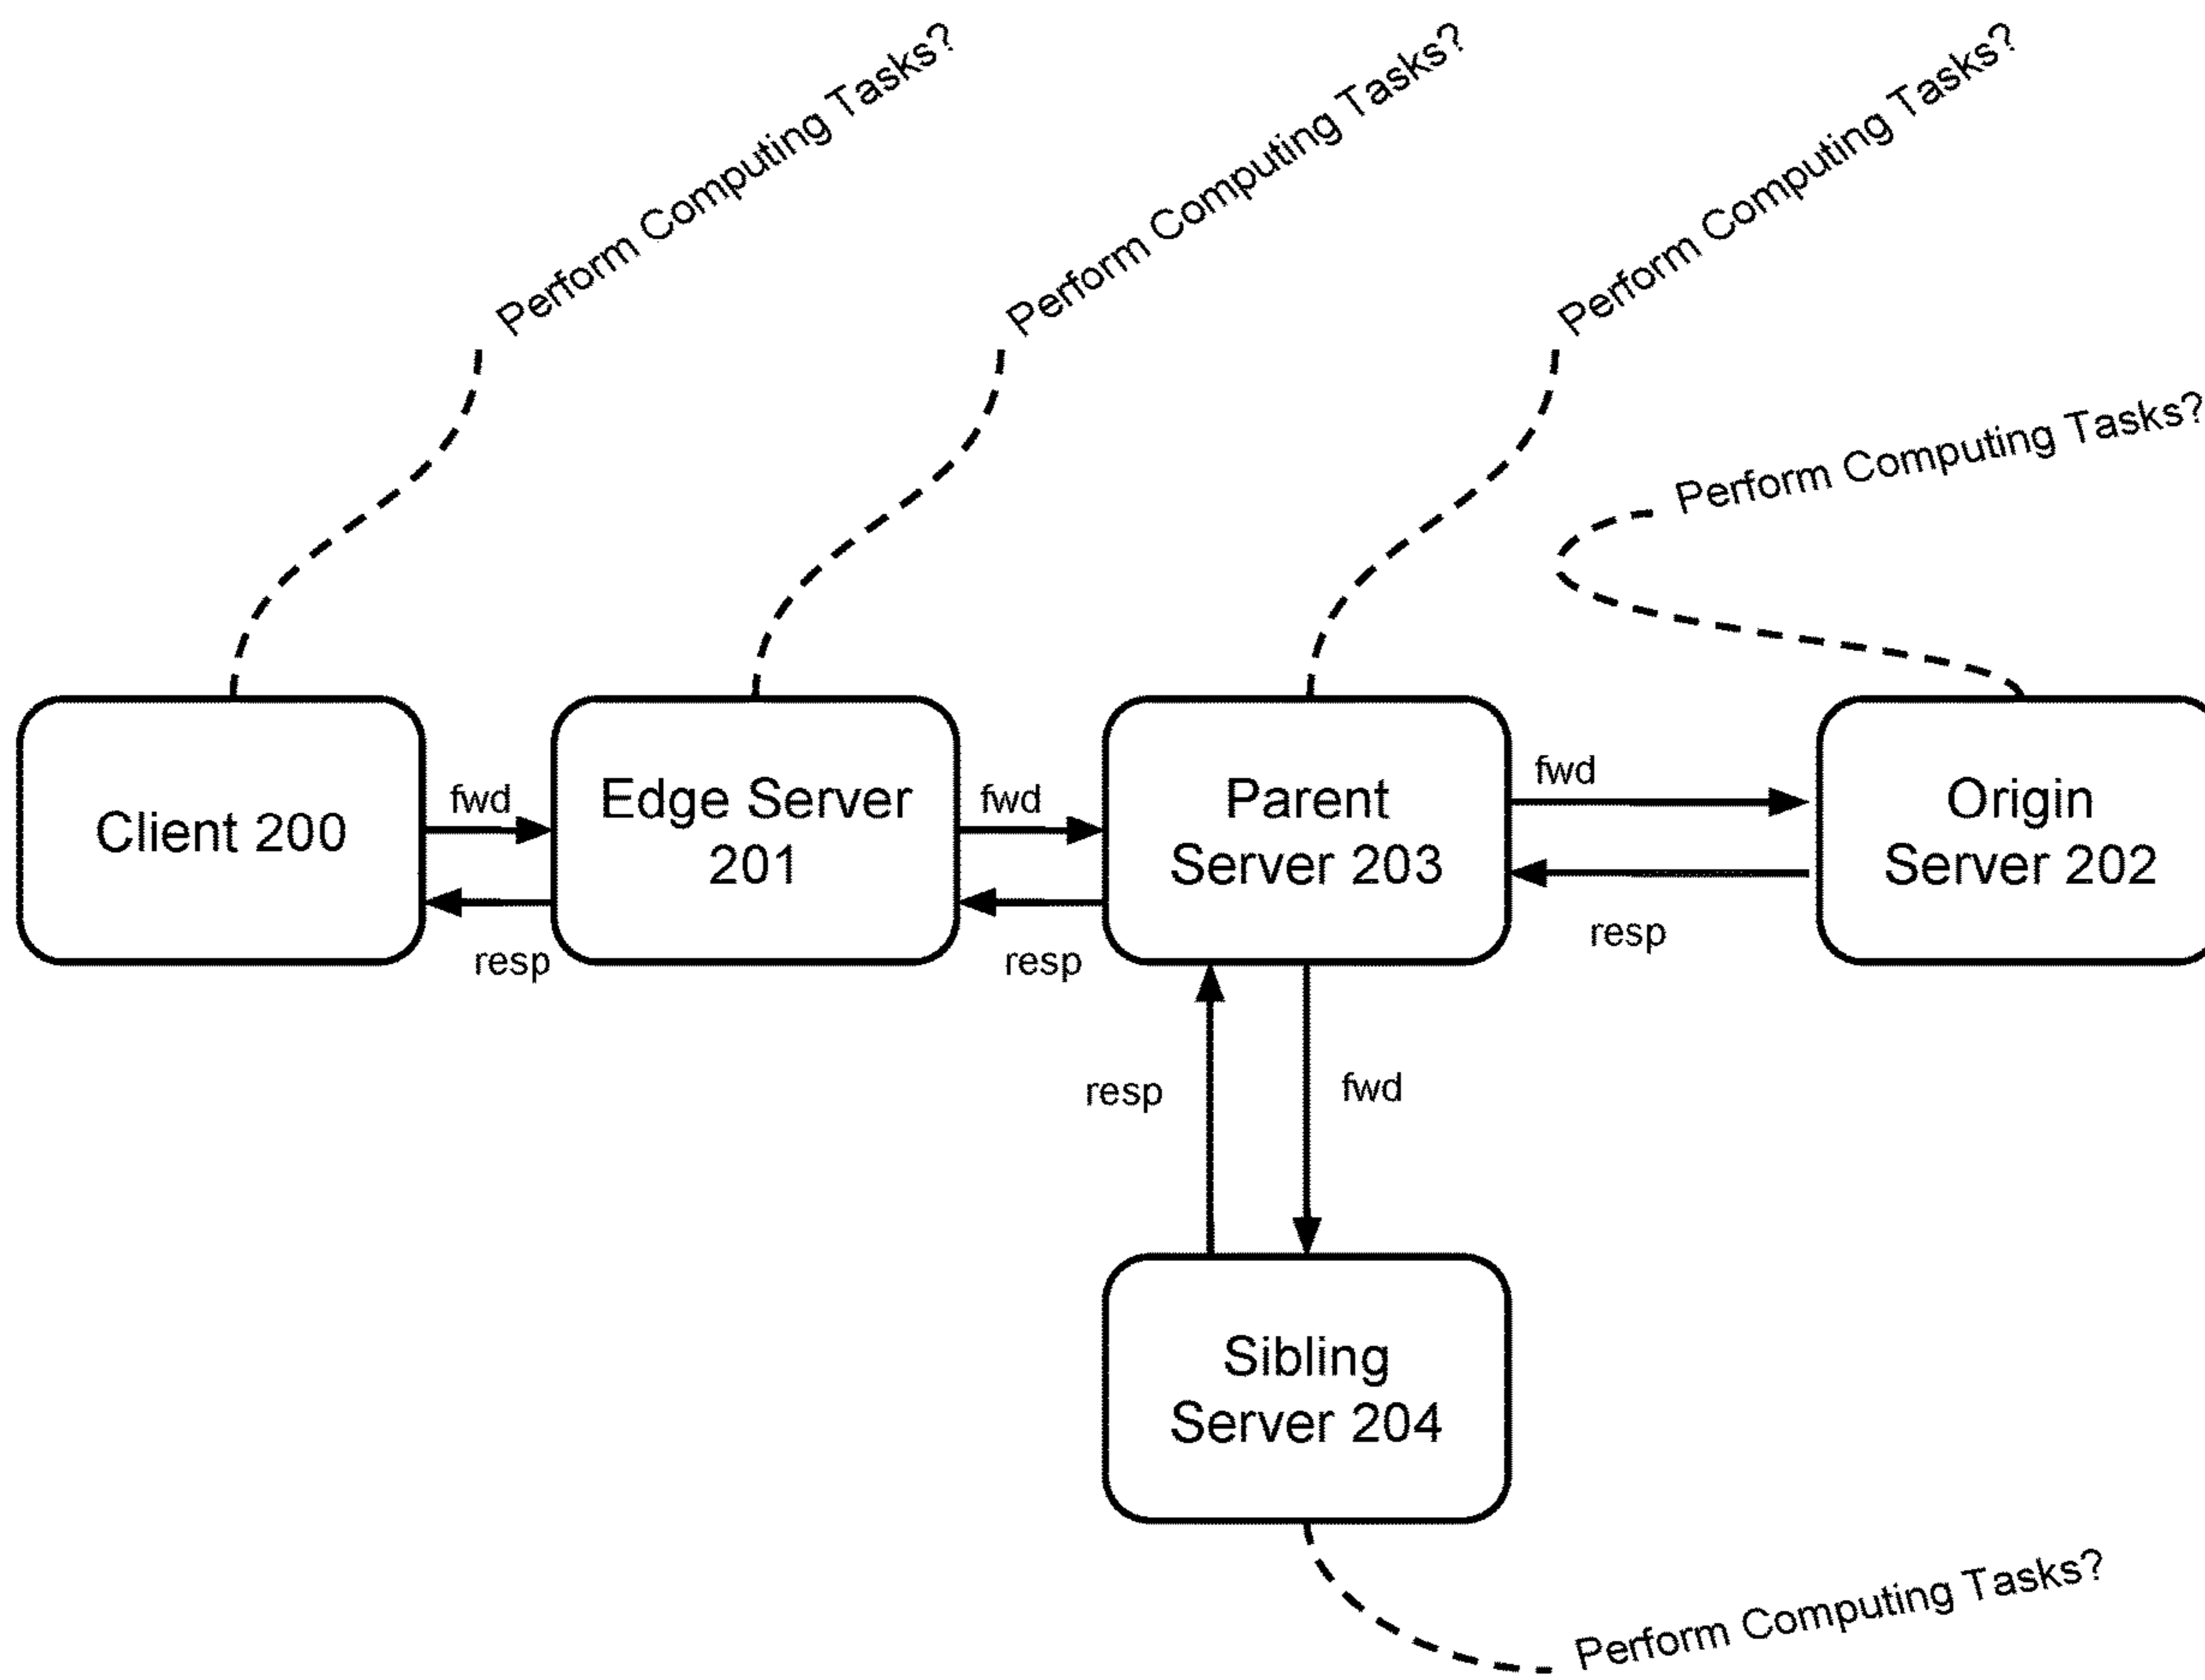 Perform Computing Tasks?
Perform Computing Tasks?
Perform Computing Tasks?
Perform Computing Tasks?
Client 200
fwd
resp
Edge Server
201
fwd
resp
Parent
Server 203
fwd
resp
Origin
Server 202
resp
fwd
Sibling
Server 204
Perform Computing Tasks?